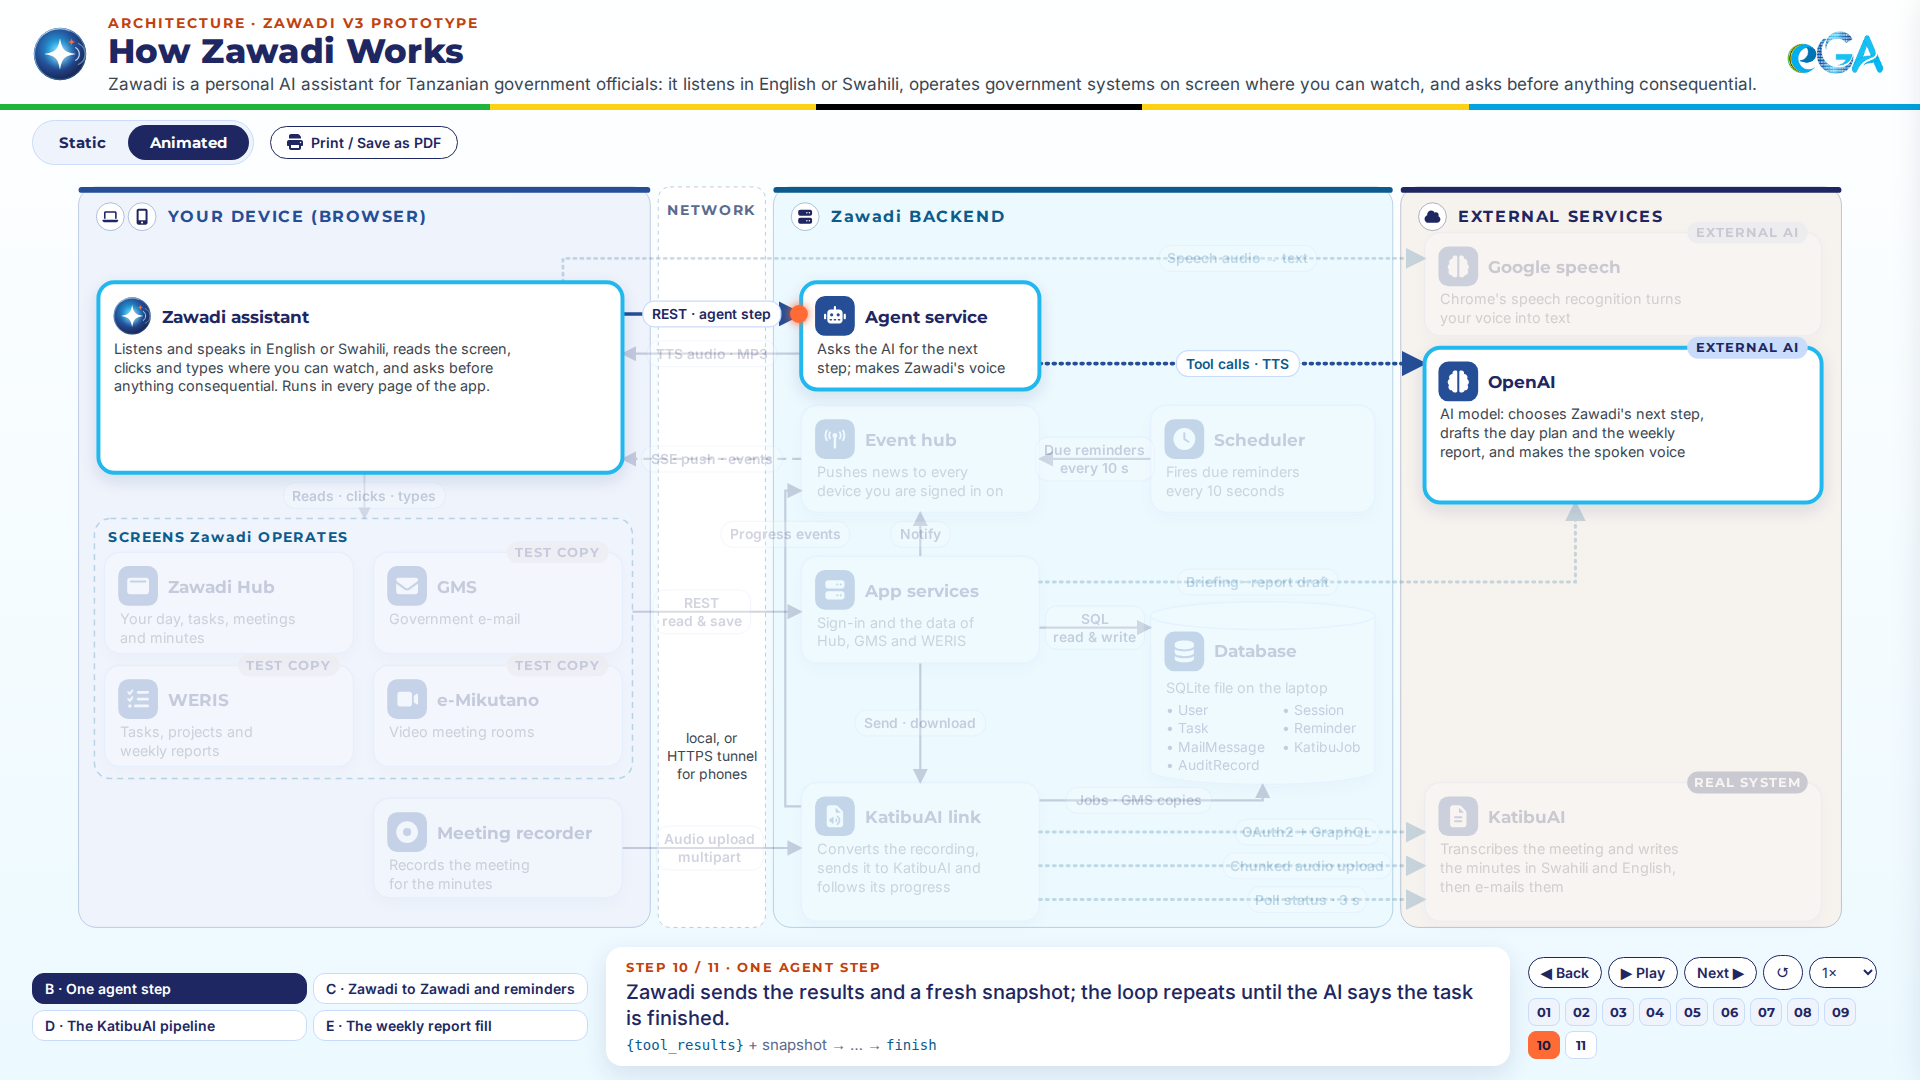 ARCHITECTURE · ZAWADI V3 PROTOTYPE
How Zawadi Works
Zawadi is a personal AI assistant for Tanzanian government officials: it listens in English or Swahili, operates government systems on screen where you can watch, and asks before anything consequential.
eGA
Static
Animated
Print / Save as PDF
YOUR DEVICE (BROWSER)
NETWORK
Zawadi BACKEND
EXTERNAL SERVICES
Speech audio → text
EXTERNAL AI
Google speech
Chrome's speech recognition turns
your voice into text
Zawadi assistant
Listens and speaks in English or Swahili, reads the screen,
clicks and types where you can watch, and asks before
anything consequential. Runs in every page of the app.
REST · agent step
TTS audio · MP3
Agent service
Asks the AI for the next
step; makes Zawadi's voice
Tool calls · TTS
EXTERNAL AI
OpenAI
AI model: chooses Zawadi's next step,
drafts the day plan and the weekly
report, and makes the spoken voice
SSE push · events
Event hub
Pushes news to every
device you are signed in on
Due reminders
every 10 s
Scheduler
Fires due reminders
every 10 seconds
Reads · clicks · types
Progress events
Notify
SCREENS Zawadi OPERATES
Zawadi Hub
Your day, tasks, meetings
and minutes
TEST COPY
GMS
Government e-mail
TEST COPY
WERIS
Tasks, projects and
weekly reports
TEST COPY
e-Mikutano
Video meeting rooms
REST
read & save
App services
Sign-in and the data of
Hub, GMS and WERIS
Briefing · report draft
SQL
read & write
Database
SQLite file on the laptop
• User
• Session
• Task
• Reminder
• MailMessage
• KatibuJob
• AuditRecord
Send · download
local, or
HTTPS tunnel
for phones
Meeting recorder
Records the meeting
for the minutes
Audio upload
multipart
KatibuAI link
Converts the recording,
sends it to KatibuAI and
follows its progress
Jobs · GMS copies
OAuth2 + GraphQL
Chunked audio upload
Poll status · 3 s
REAL SYSTEM
KatibuAI
Transcribes the meeting and writes
the minutes in Swahili and English,
then e-mails them
B · One agent step
C · Zawadi to Zawadi and reminders
D · The KatibuAI pipeline
E · The weekly report fill
STEP 10 / 11 · ONE AGENT STEP
Zawadi sends the results and a fresh snapshot; the loop repeats until the AI says the task
is finished.
{tool_results} + snapshot → … → finish
◀ Back
▶ Play
Next ▶
↺
1×
01
02
03
04
05
06
07
08
09
10
11